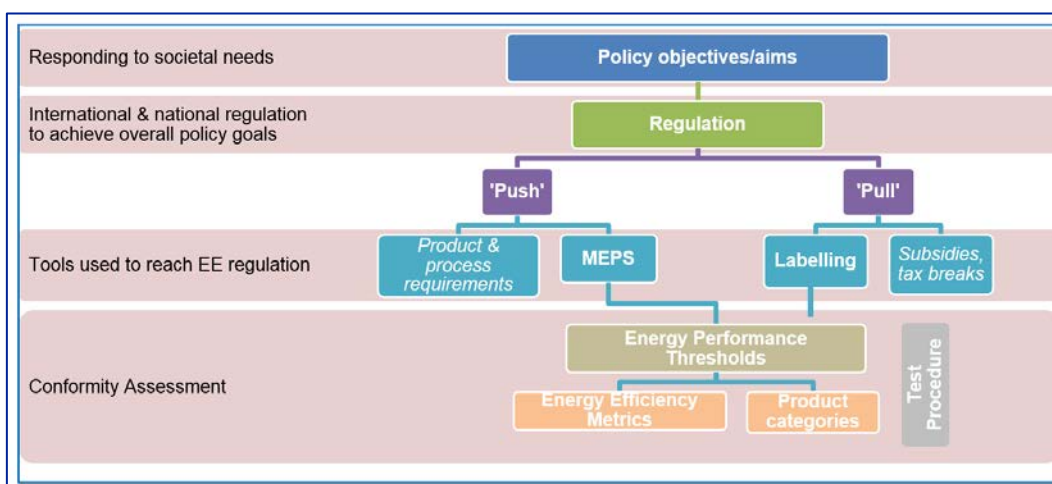 Responding to societal needs
Policy objectives/aims
International & national regulation
to achieve overall policy goals
Regulation
'Push'
'Pull'
Tools used to reach EE regulation
Product &
process
requirements
MEPS
Labelling
Subsidies,
tax breaks
Conformity Assessment
Energy Performance
Thresholds
Energy Efficiency
Metrics
Product
categories
Test
Procedure